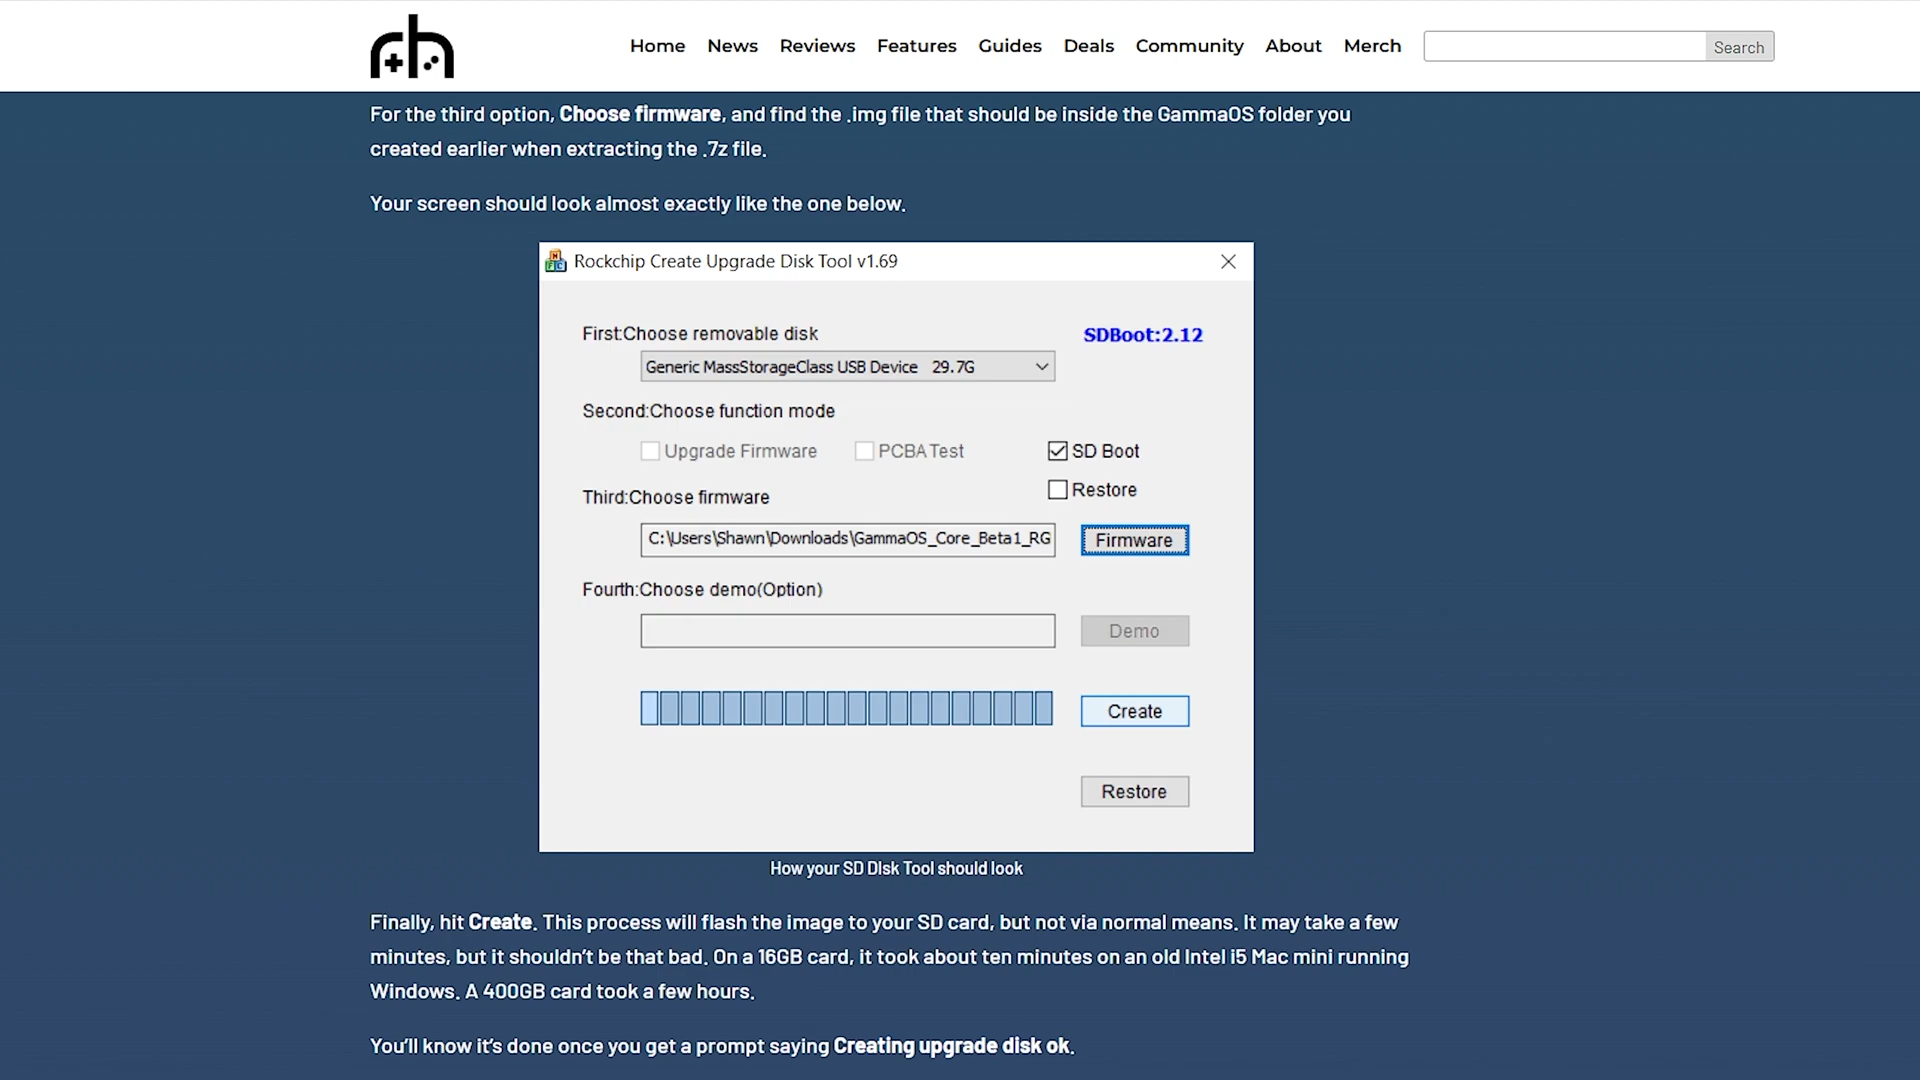 Home News Reviews Features Guides Deals Community About Merch Search
For the third option, Choose firmware, and find the .img file that should be inside the GammaOS folder you
created earlier when extracting the .7z file.
Your screen should look almost exactly like the one below.
Rockchip Create Upgrade Disk Tool v1.69
First:Choose removable disk
SDBoot:2.12
Generic MassStorageClass USB Device 29.7G
Second:Choose function mode
Upgrade Firmware PCBA Test SD Boot
Restore
Third:Choose firmware
C:\Users\Shawn\Downloads\GammaOS_Core_Beta1_RG Firmware
Fourth:Choose demo(Option)
Demo
Create
Restore
How your SD DIsk Tool should look
Finally, hit Create. This process will flash the image to your SD card, but not via normal means. It may take a few
minutes, but it shouldn't be that bad. On a 16GB card, it took about ten minutes on an old Intel i5 Mac mini running
Windows. A 400GB card took a few hours.
You'll know it's done once you get a prompt saying Creating upgrade disk ok.